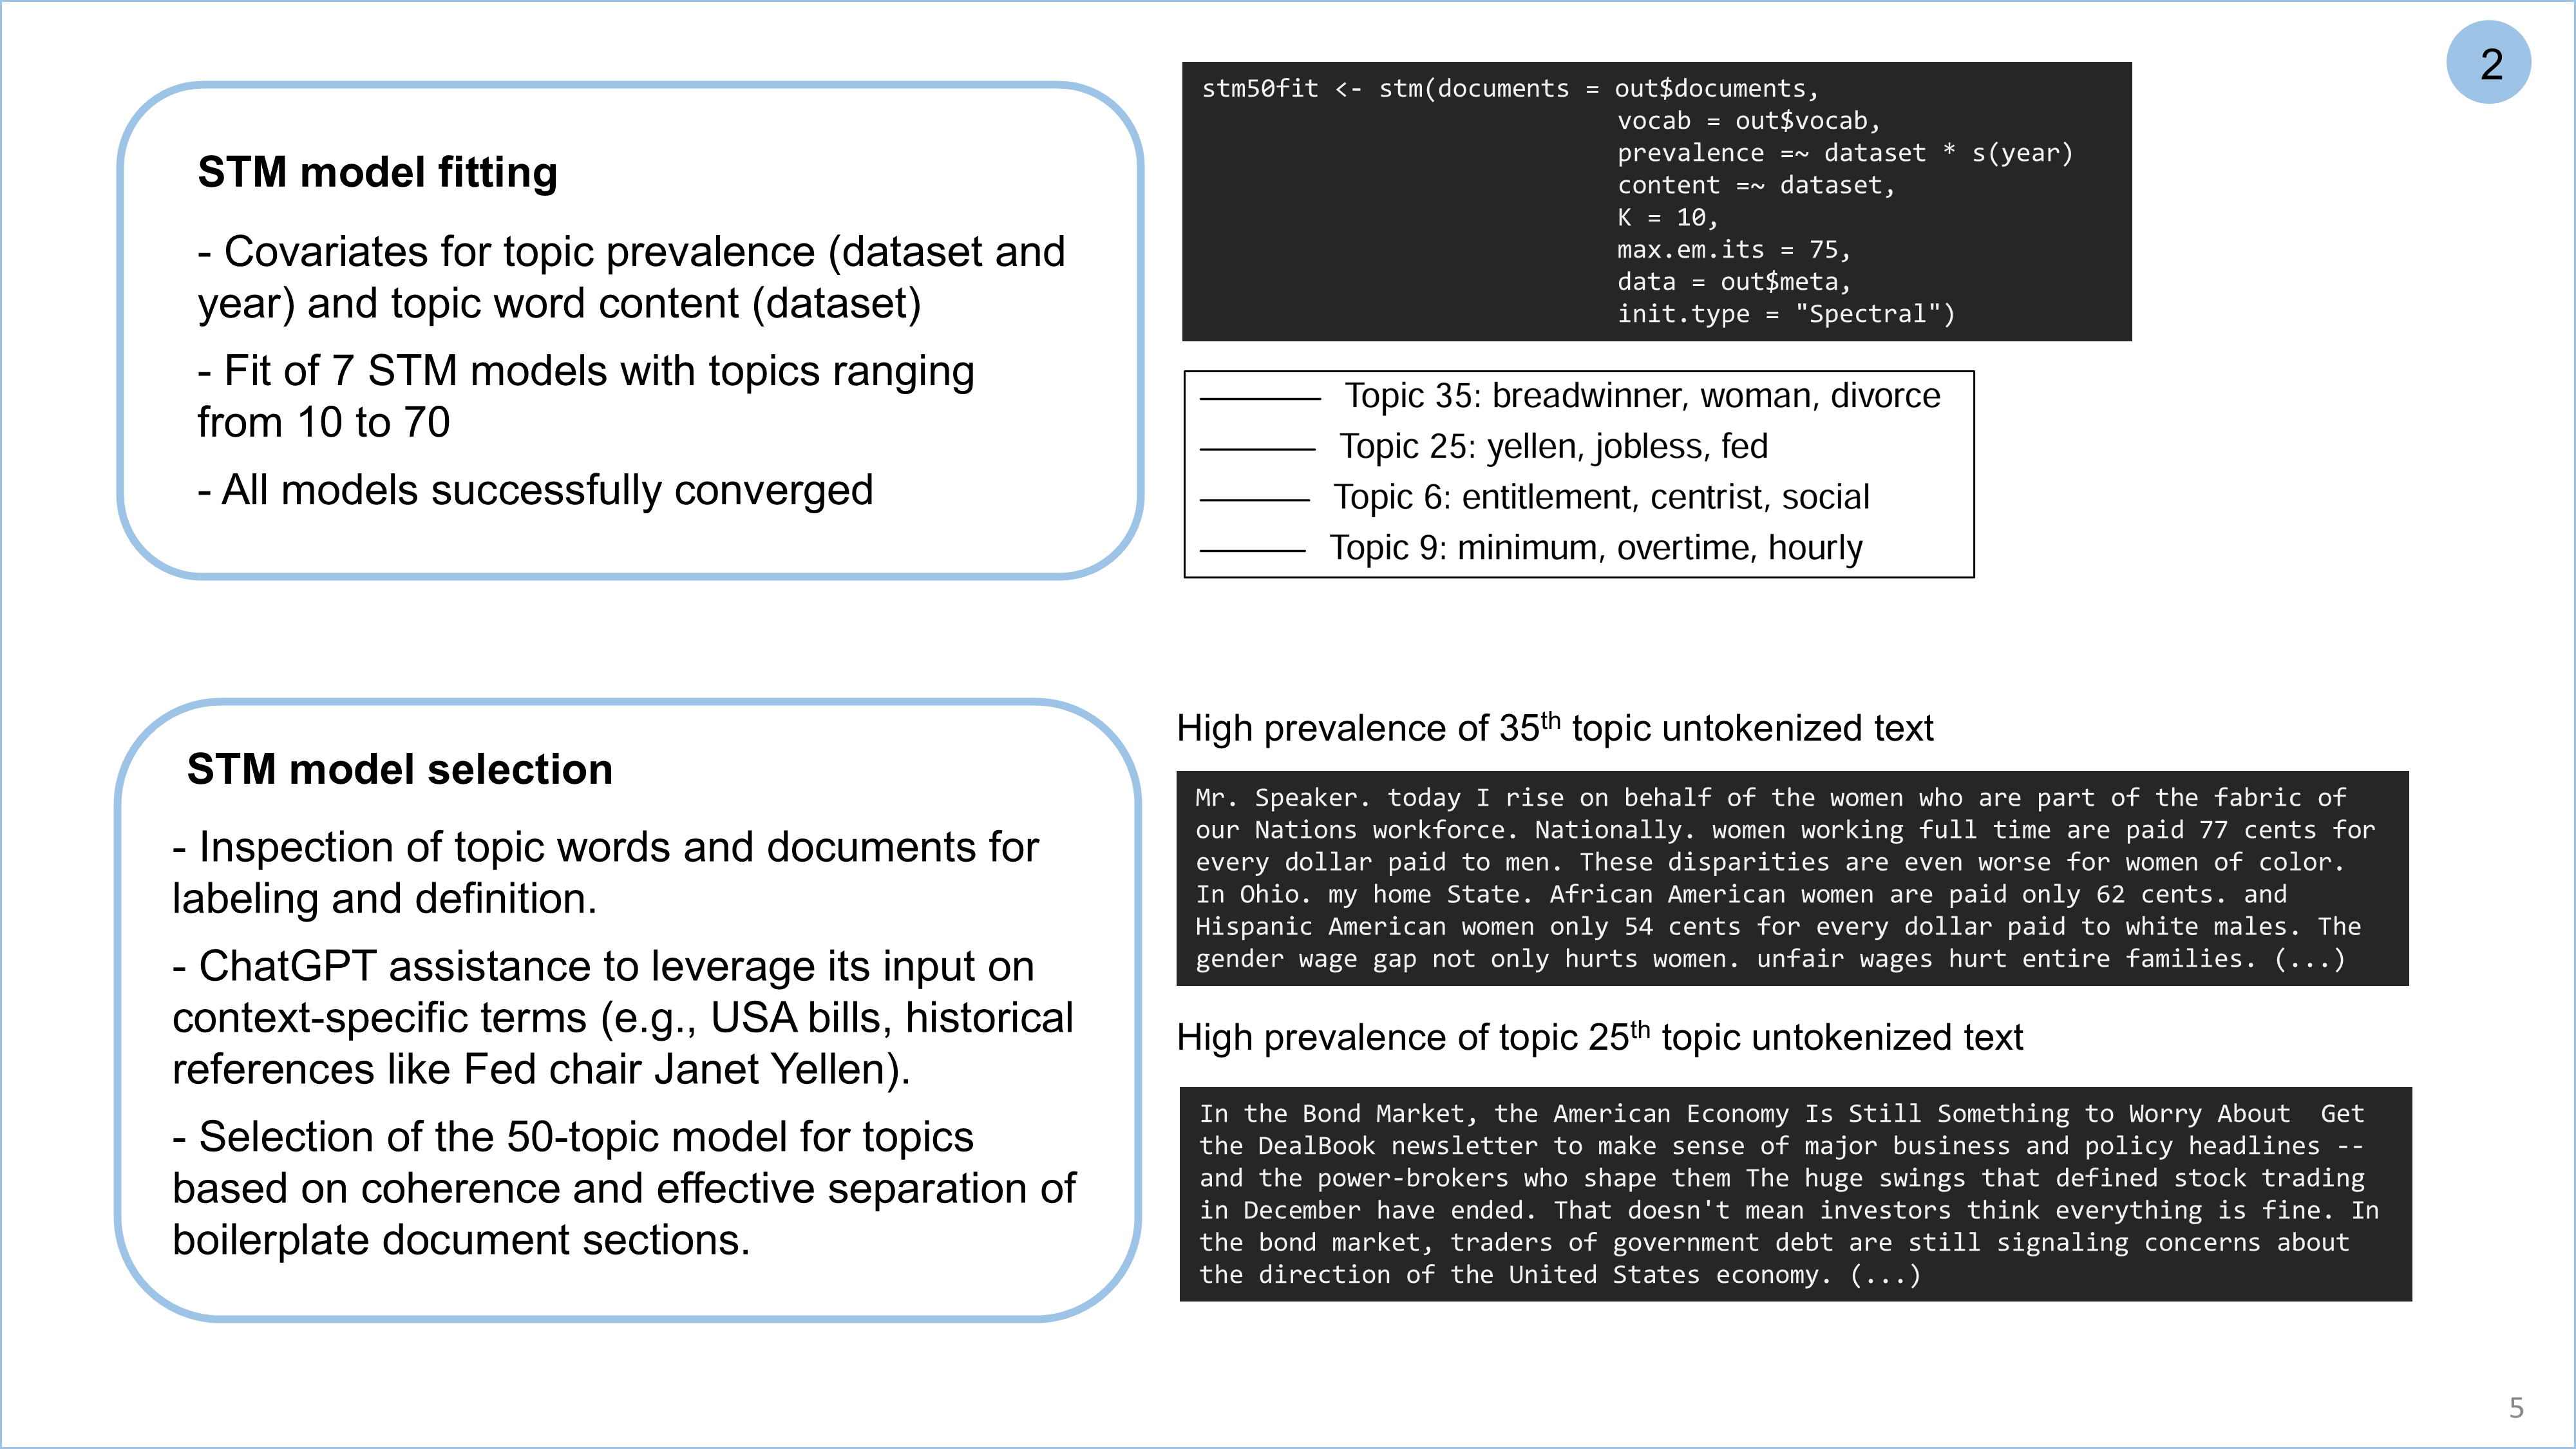 2
STM model fitting
- Covariates for topic prevalence (dataset and
year) and topic word content (dataset)
- Fit of 7 STM models with topics ranging
from 10 to 70
- All models successfully converged
stm50fit <- stm(documents = out$documents,
vocab = out$vocab,
prevalence =~ dataset * s(year)
content =~ dataset,
K = 10,
max.em.its = 75,
data = out$meta,
init.type = "Spectral")
Topic 35: breadwinner, woman, divorce
Topic 25: yellen, jobless, fed
Topic 6: entitlement, centrist, social
Topic 9: minimum, overtime, hourly
STM model selection
- Inspection of topic words and documents for
labeling and definition.
- ChatGPT assistance to leverage its input on
context-specific terms (e.g., USA bills, historical
references like Fed chair Janet Yellen).
- Selection of the 50-topic model for topics
based on coherence and effective separation of
boilerplate document sections.
High prevalence of 35th topic untokenized text
Mr. Speaker. today I rise on behalf of the women who are part of the fabric of
our Nations workforce. Nationally. women working full time are paid 77 cents for
every dollar paid to men. These disparities are even worse for women of color.
In Ohio. my home State. African American women are paid only 62 cents. and
Hispanic American women only 54 cents for every dollar paid to white males. The
gender wage gap not only hurts women. unfair wages hurt entire families. (...)
High prevalence of topic 25th topic untokenized text
In the Bond Market, the American Economy Is Still Something to Worry About  Get
the DealBook newsletter to make sense of major business and policy headlines --
and the power-brokers who shape them The huge swings that defined stock trading
in December have ended. That doesn't mean investors think everything is fine. In
the bond market, traders of government debt are still signaling concerns about
the direction of the United States economy. (...)
5